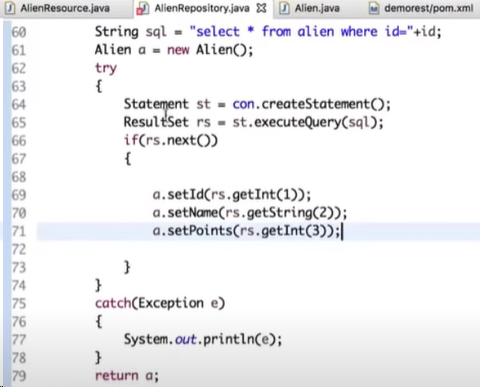 AlienResource.java AlienRepository.java Alien.java demorest/pom.xml
60 String sql = "select * from alien where id="+id;
61 Alien a = new Alien();
62 try
63 {
64 Statement st = con.createStatement();
65 ResultSet rs = st.executeQuery(sql);
66 if(rs.next())
67 {
68
69 a.setId(rs.getInt(1));
70 a.setName(rs.getString(2));
71 a.setPoints(rs.getInt(3));
72
73 }
74 }
75 catch(Exception e)
76 {
77 System.out.println(e);
78 }
79 return a;